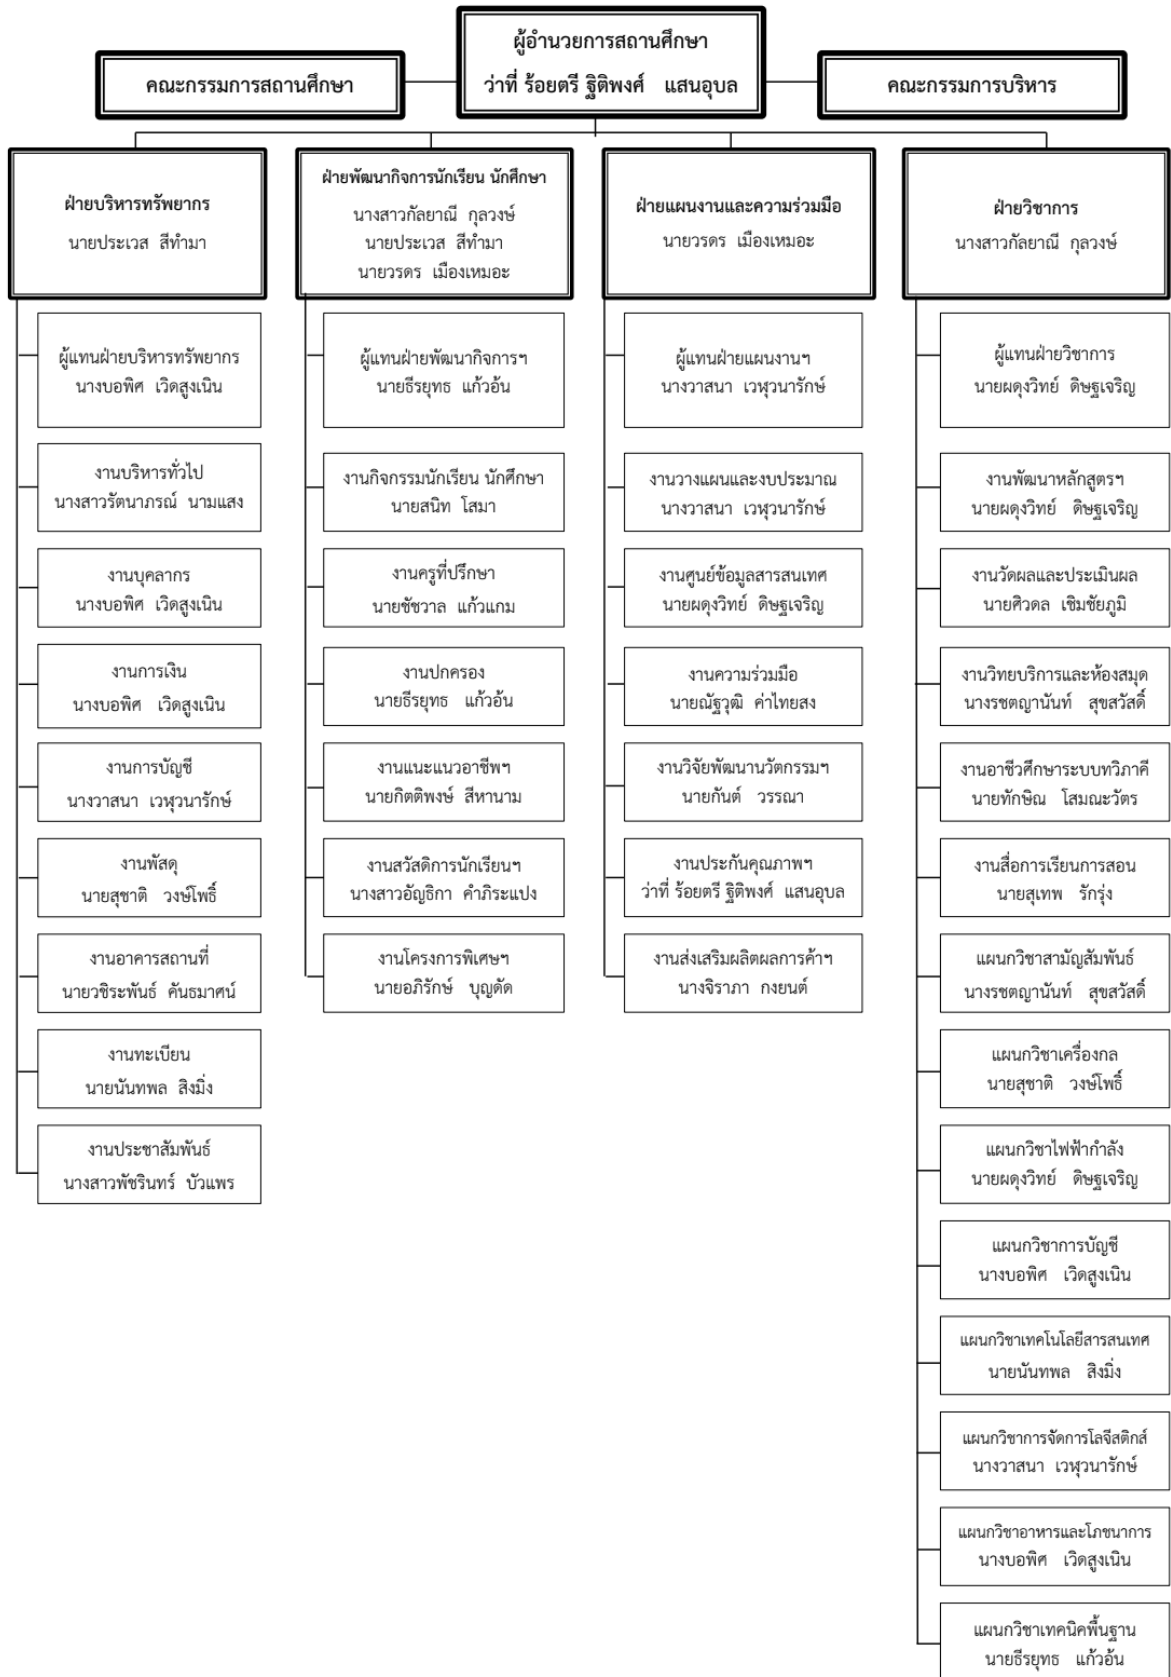 ผู้อำนวยการสถานศึกษา
ว่าที่ ร้อยตรี ฐิติพงศ์ แสนอุบล
คณะกรรมการสถานศึกษา
คณะกรรมการบริหาร
ฝ่ายบริหารทรัพยากร
นายประเวส สีทำมา
ผู้แทนฝ่ายบริหารทรัพยากร
นางบอพิศ เวิดสูงเนิน
งานบริหารทั่วไป
นางสาวรัตนาภรณ์ นามแสง
งานบุคลากร
นางบอพิศ เวิดสูงเนิน
งานการเงิน
นางบอพิศ เวิดสูงเนิน
งานการบัญชี
นางวาสนา เวฬุวนารักษ์
งานพัสดุ
นายสุชาติ วงษ์โพธิ์
งานอาคารสถานที่
นายวชิระพันธ์ คันธมาศน์
งานทะเบียน
นายนันทพล สิงมิ่ง
งานประชาสัมพันธ์
นางสาวพัชรินทร์ บัวแพร
ฝ่ายพัฒนากิจการนักเรียน นักศึกษา
นางสาวกัลยาณี กุลวงษ์
นายประเวส สีทำมา
นายวรดร เมืองเหมอะ
ผู้แทนฝ่ายพัฒนากิจการฯ
นายธีรยุทธ แก้วอ้น
งานกิจกรรมนักเรียน นักศึกษา
นายสนิท โสมา
งานครูที่ปรึกษา
นายชัชวาล แก้วแกม
งานปกครอง
นายธีรยุทธ แก้วอ้น
งานแนะแนวอาชีพฯ
นายกิตติพงษ์ สีหานาม
งานสวัสดิการนักเรียนฯ
นางสาวอัญธิกา คำภิระแปง
งานโครงการพิเศษฯ
นายอภิรักษ์ บุญดัด
ฝ่ายแผนงานและความร่วมมือ
นายวรดร เมืองเหมอะ
ผู้แทนฝ่ายแผนงานฯ
นางวาสนา เวฬุวนารักษ์
งานวางแผนและงบประมาณ
นางวาสนา เวฬุวนารักษ์
งานศูนย์ข้อมูลสารสนเทศ
นายผดุงวิทย์ ดิษฐเจริญ
งานความร่วมมือ
นายณัฐวุฒิ ค่าไทยสง
งานวิจัยพัฒนานวัตกรรมฯ
นายกันต์ วรรณา
งานประกันคุณภาพฯ
ว่าที่ ร้อยตรี ฐิติพงศ์ แสนอุบล
งานส่งเสริมผลิตผลการค้าฯ
นางจิราภา กงยนต์
ฝ่ายวิชาการ
นางสาวกัลยาณี กุลวงษ์
ผู้แทนฝ่ายวิชาการ
นายผดุงวิทย์ ดิษฐเจริญ
งานพัฒนาหลักสูตรฯ
นายผดุงวิทย์ ดิษฐเจริญ
งานวัดผลและประเมินผล
นายศิวดล เชิมชัยภูมิ
งานวิทยบริการและห้องสมุด
นางรชตญานันท์ สุขสวัสดิ์
งานอาชีวศึกษาระบบทวิภาคี
นายทักษิณ โสมณะวัตร
งานสื่อการเรียนการสอน
นายสุเทพ รักรุ่ง
แผนกวิชาสามัญสัมพันธ์
นางรชตญานันท์ สุขสวัสดิ์
แผนกวิชาเครื่องกล
นายสุชาติ วงษ์โพธิ์
แผนกวิชาไฟฟ้ากำลัง
นายผดุงวิทย์ ดิษฐเจริญ
แผนกวิชาการบัญชี
นางบอพิศ เวิดสูงเนิน
แผนกวิชาเทคโนโลยีสารสนเทศ
นายนันทพล สิงมิ่ง
แผนกวิชาการจัดการโลจีสติกส์
นางวาสนา เวฬุวนารักษ์
แผนกวิชาอาหารและโภชนาการ
นางบอพิศ เวิดสูงเนิน
แผนกวิชาเทคนิคพื้นฐาน
นายธีรยุทธ แก้วอ้น